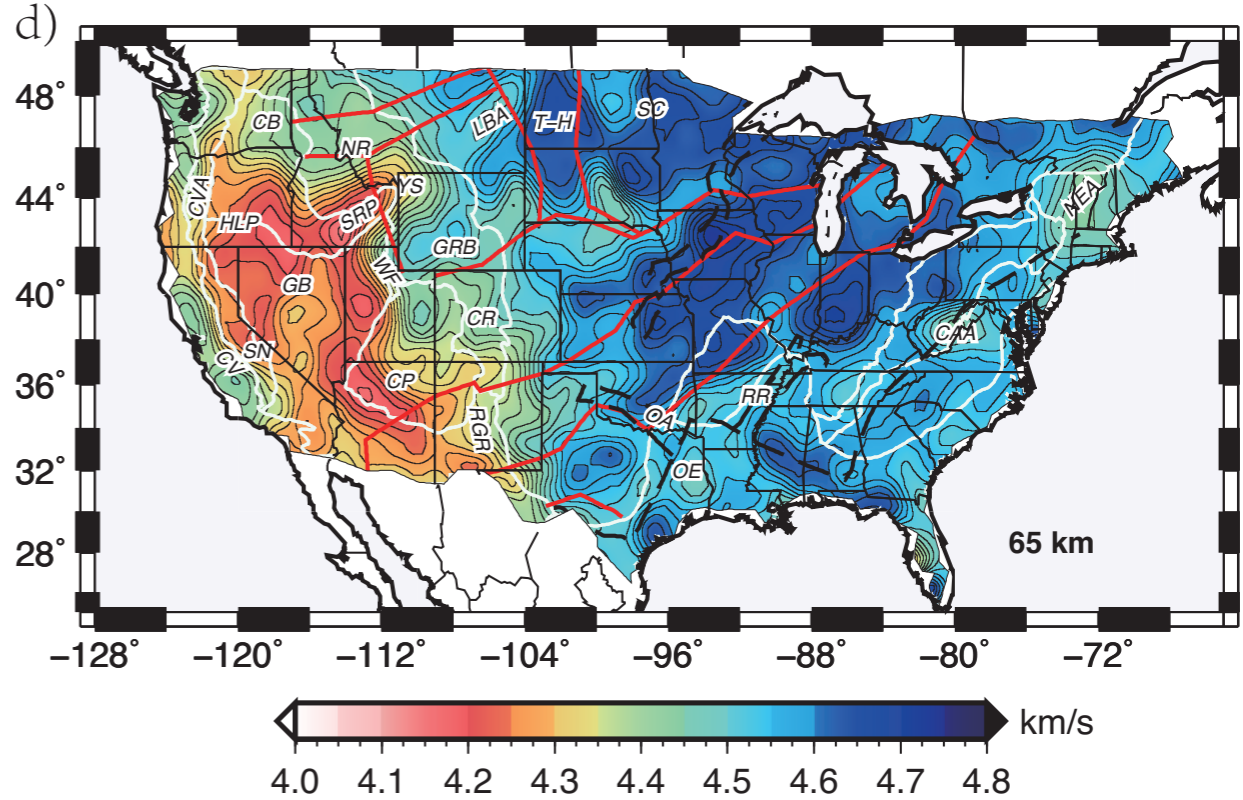 d)
48°
44°
40°
36°
32°
28°
CB
NR
LBA
T–H
SC
CVA
HLP
SRP
YS
GRB
WF
GB
CR
CV
SN
CP
RGR
OA
RR
OE
CAA
NEA
65 km
−128° −120° −112° −104° −96° −88° −80° −72°
km/s
4.0 4.1 4.2 4.3 4.4 4.5 4.6 4.7 4.8